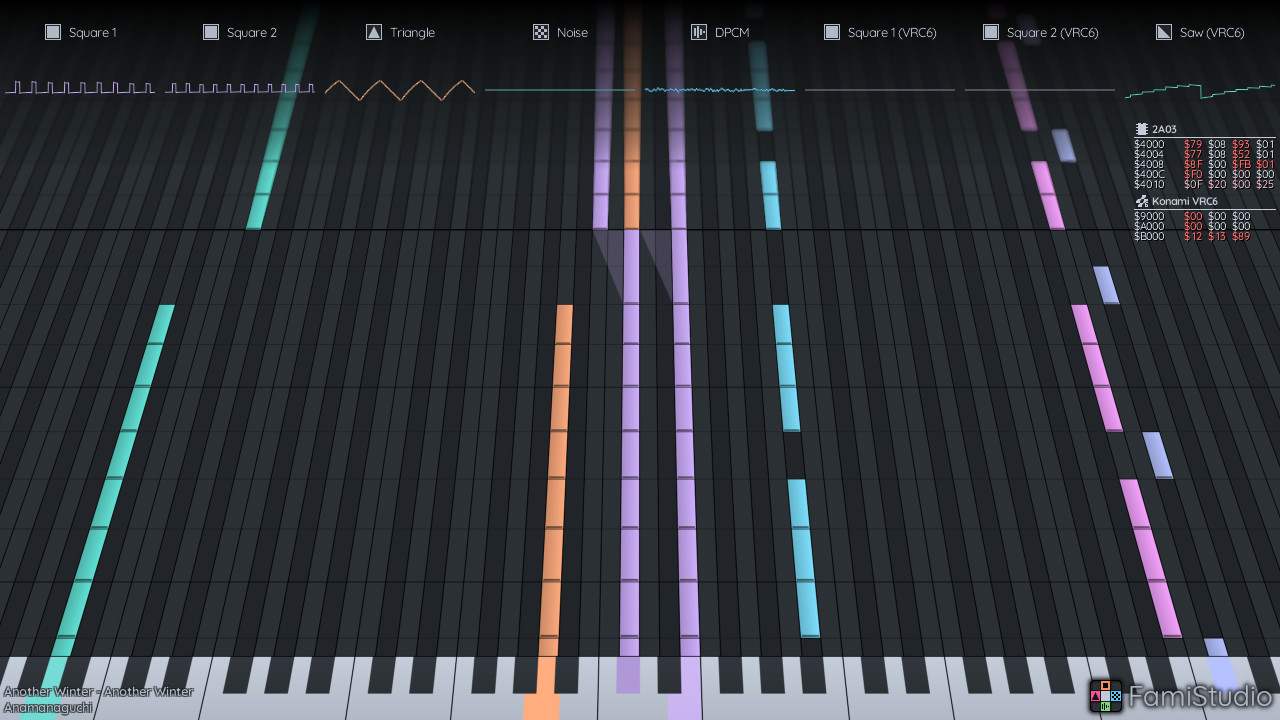 Square 1
Square 2
Triangle
Noise
DPCM
Square 1 (VRC6)
Square 2 (VRC6)
Saw (VRC6)
2A03
$4000 $79 $08 $93 $01
$4004 $77 $08 $52 $01
$4008 $8F $00 $FB $01
$400C $F0 $00 $00 $00
$4010 $0F $20 $00 $25
Konami VRC6
$9000 $00 $00 $00
$A000 $00 $00 $00
$B000 $12 $13 $89
Another Winter - Another Winter
Anamanaguchi
FamiStudio